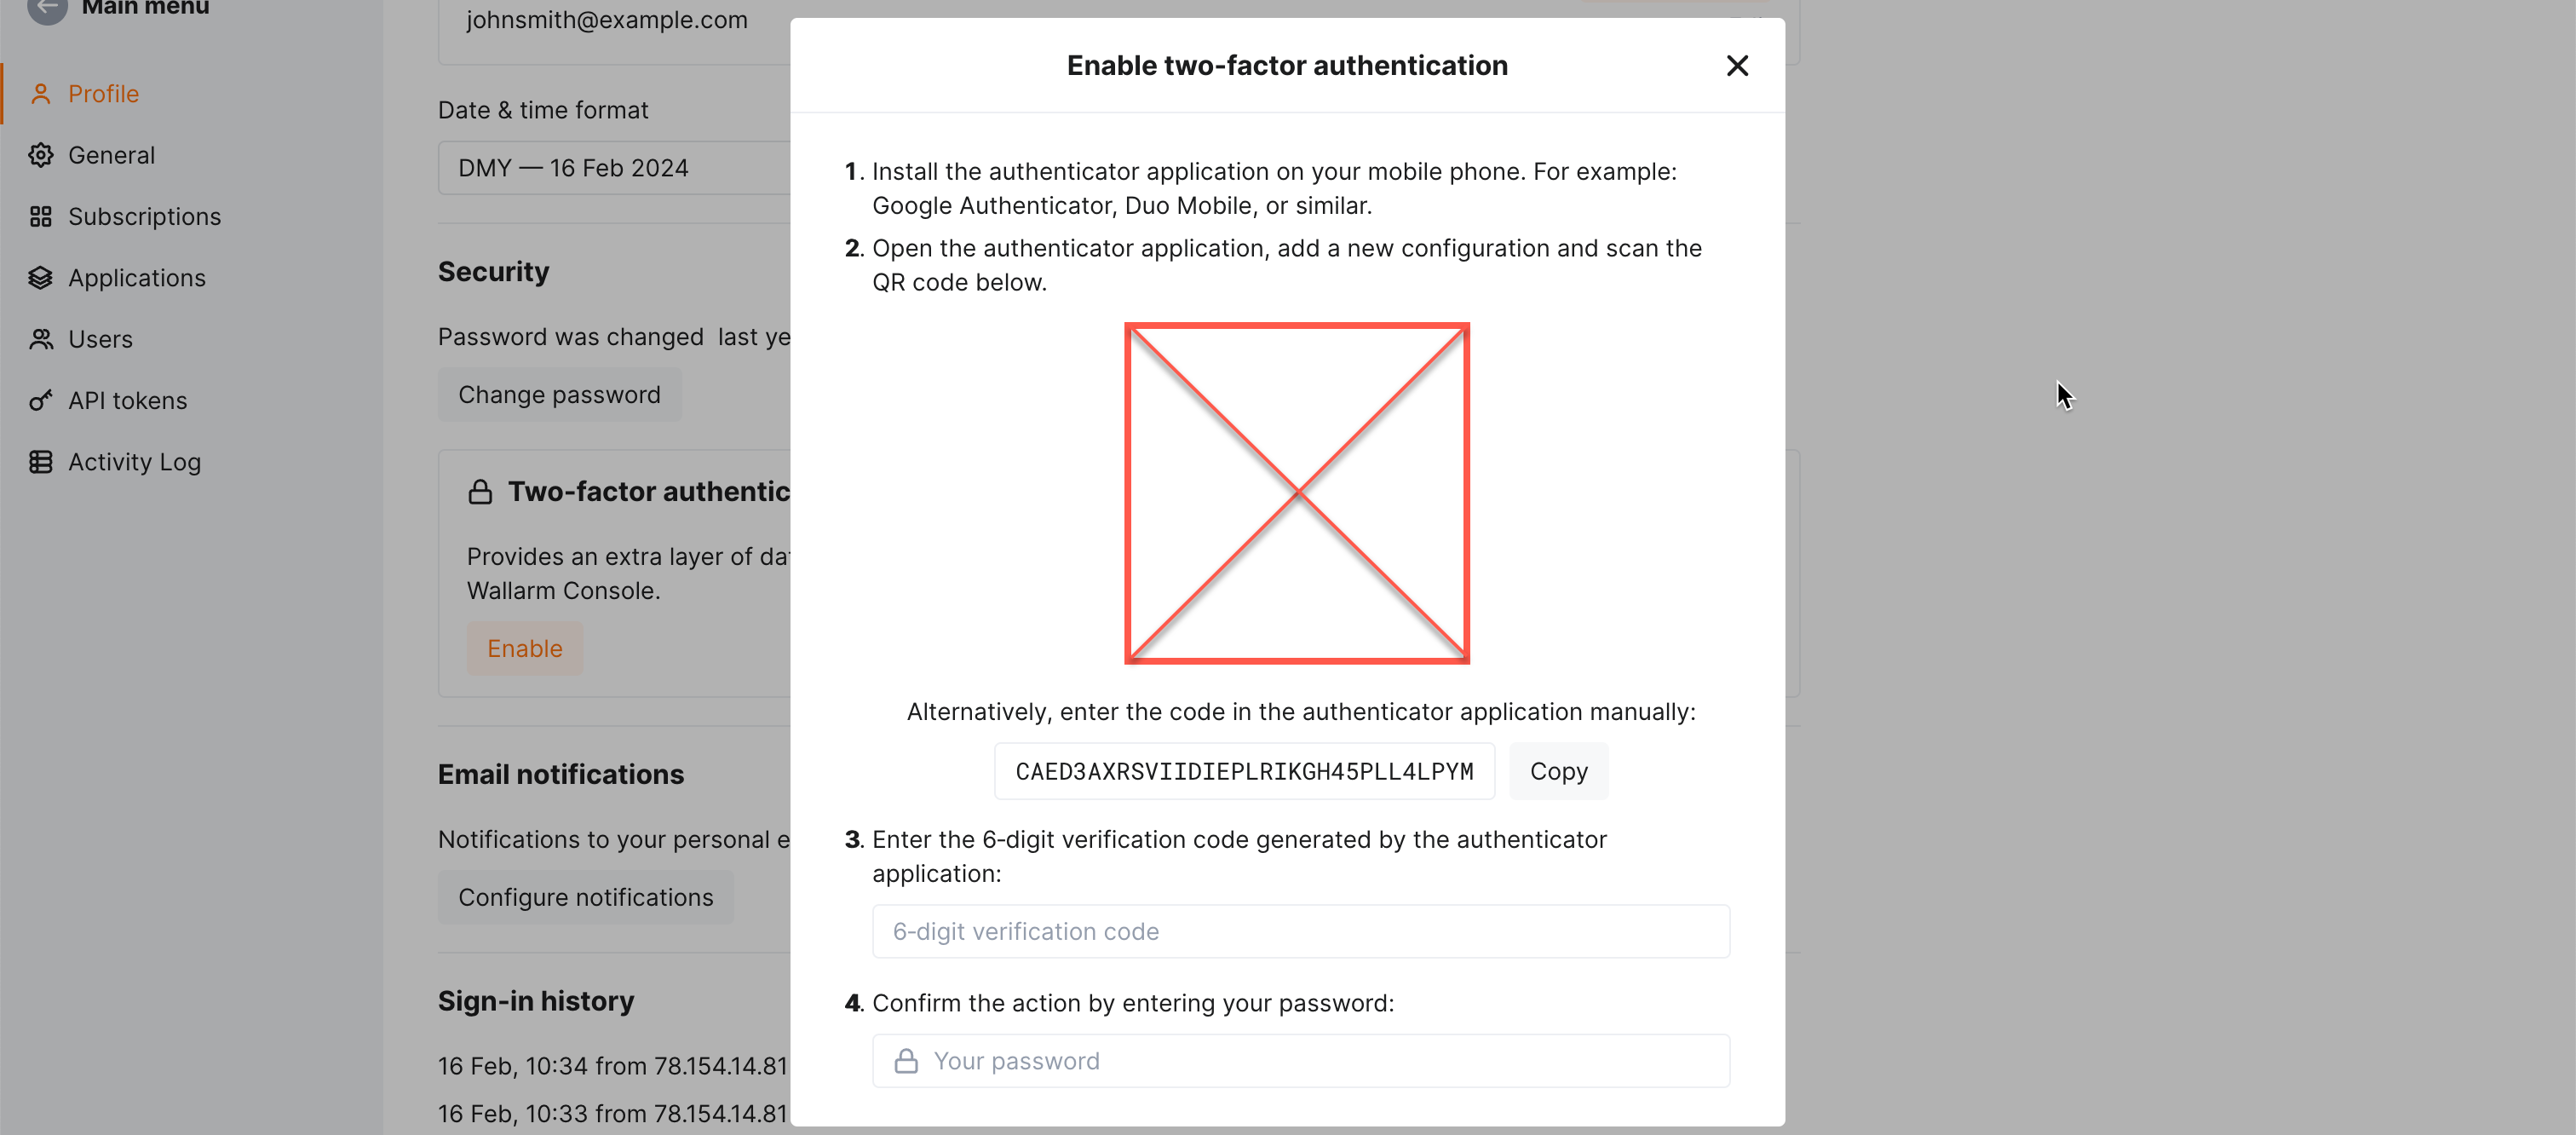 Main menu
Profile
General
Subscriptions
Applications
Users
API tokens
Activity Log
johnsmith@example.com
Date & time format
DMY — 16 Feb 2024
Security
Password was changed last ye
Change password
Two-factor authentic
Provides an extra layer of da
Wallarm Console.
Enable
Email notifications
Notifications to your personal e
Configure notifications
Sign-in history
16 Feb, 10:34 from 78.154.14.81
16 Feb, 10:33 from 78.154.14.81
Enable two-factor authentication
1. Install the authenticator application on your mobile phone. For example:
Google Authenticator, Duo Mobile, or similar.
2. Open the authenticator application, add a new configuration and scan the
QR code below.
Alternatively, enter the code in the authenticator application manually:
CAED3AXRSVIIDIEPLRIKGH45PLL4LPYM
Copy
3. Enter the 6-digit verification code generated by the authenticator
application:
6-digit verification code
4. Confirm the action by entering your password:
Your password